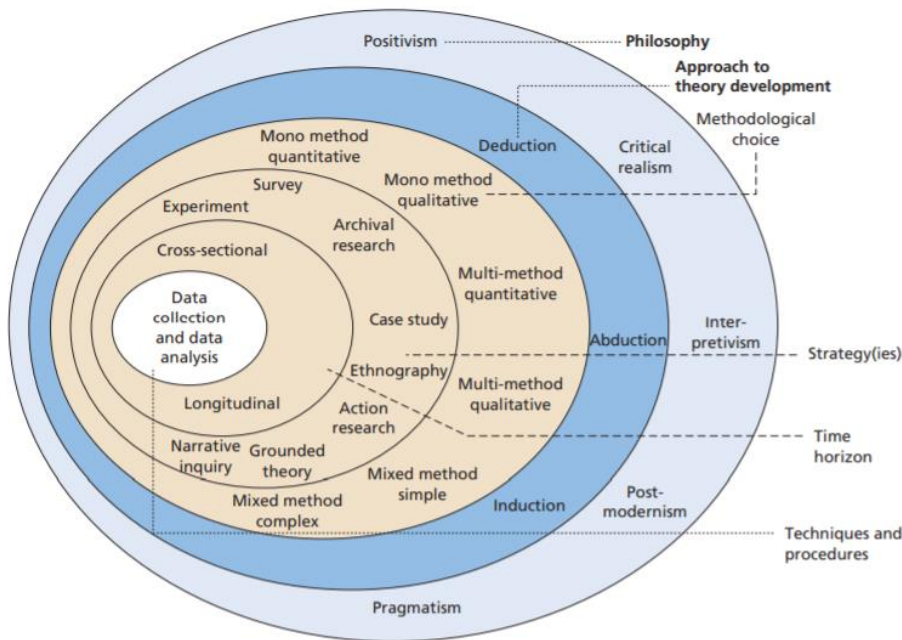 Positivism
Philosophy
Approach to
theory development
Methodological
choice
Mono method
quantitative
Deduction
Critical
realism
Survey
Mono method
qualitative
Experiment
Archival
research
Cross-sectional
Multi-method
quantitative
Data
collection
and data
analysis
Case study
Abduction
Inter-
pretivism
Strategy(ies)
Ethnography
Multi-method
qualitative
Longitudinal
Action
research
Time
horizon
Narrative
inquiry
Grounded
theory
Mixed method
simple
Mixed method
complex
Induction
Post-
modernism
Techniques and
procedures
Pragmatism